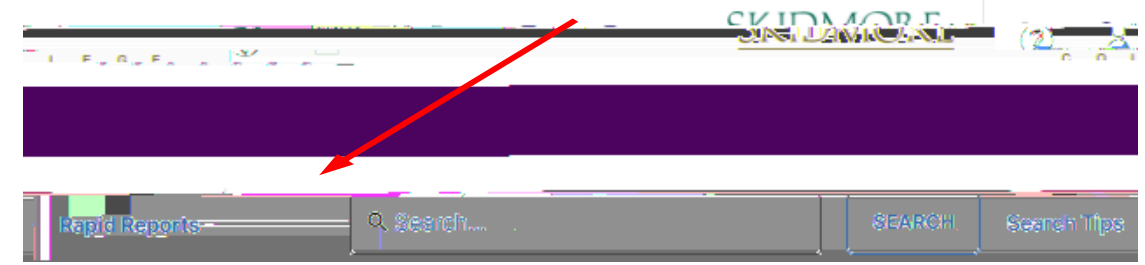 SKIDMORE
Rapid Reports
Search...
SEARCH
Search Tips